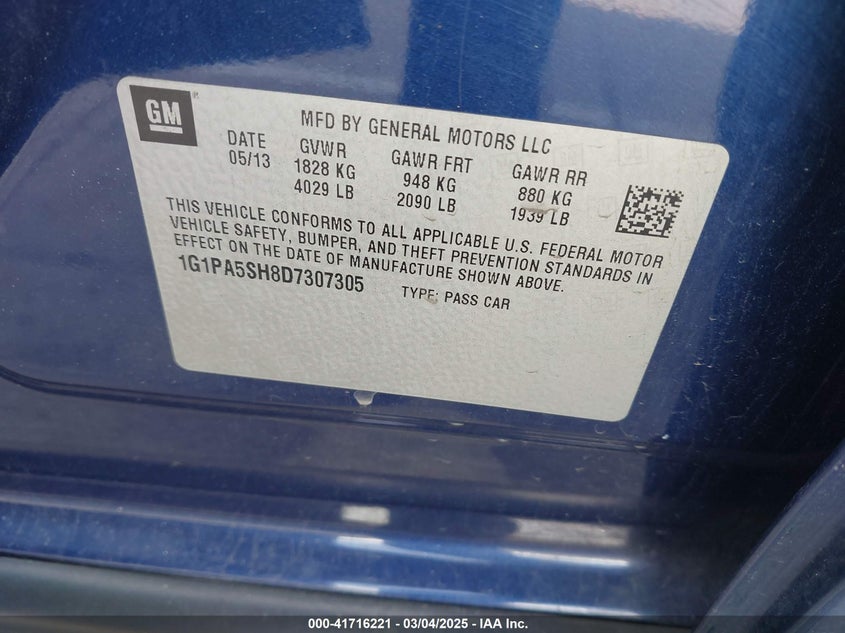 GM
MFD BY GENERAL MOTORS LLC
DATE GVWR GAWR FRT GAWR RR
05/13 1828 KG 948 KG 880 KG
4029 LB 2090 LB 1939 LB
THIS VEHICLE CONFORMS TO ALL APPLICABLE U.S. FEDERAL MOTOR
VEHICLE SAFETY, BUMPER, AND THEFT PREVENTION STANDARDS IN
EFFECT ON THE DATE OF MANUFACTURE SHOWN ABOVE.
1G1PA5SH8D7307305 TYPE: PASS CAR
000-41716221 - 03/04/2025 - IAA Inc.